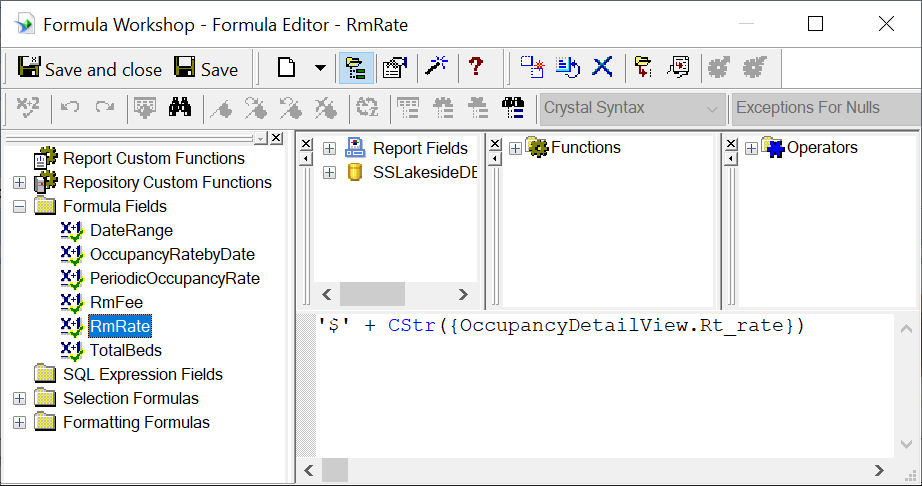 Formula Workshop - Formula Editor - RmRate
Save and close Save
Crystal Syntax Exceptions For Nulls
Report Custom Functions
Repository Custom Functions
Formula Fields
DateRange
OccupancyRatebyDate
PeriodicOccupancyRate
RmFee
RmRate
TotalBeds
SQL Expression Fields
Selection Formulas
Formatting Formulas
Report Fields
SSLakesideDB
Functions
Operators
'$' + CStr({OccupancyDetailView.Rt_rate})